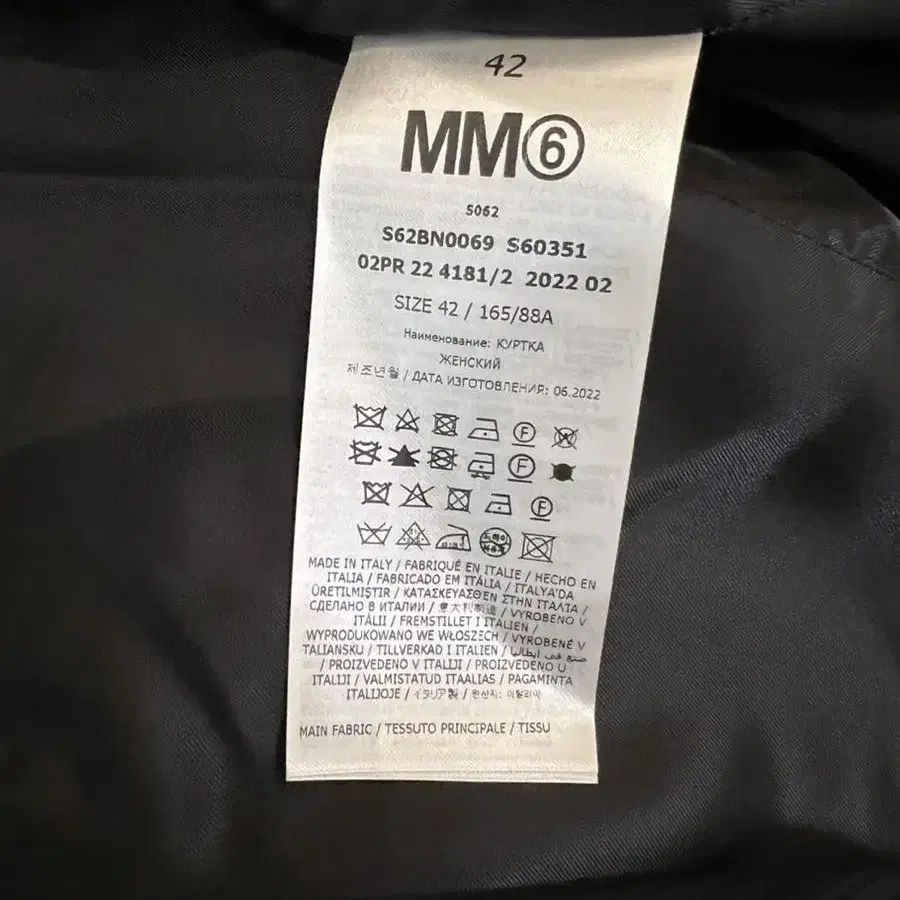 42
MM⑥
S062
S62BN0069 S60351
02PR 22 4181/2 2022 02
SIZE 42 / 165/88A
Наименование: КУРТКА
ЖЕНСКИЙ
제조년월 / ДАТА ИЗГОТОВЛЕНИЯ: 06.2022
F
F
F
드라이
MADE IN ITALY / FABRIQUÉ EN ITALIE / HECHO EN
ITALIA / FABRICADO EM ITÁLIA / ITALYA'DA
ÜRETILMIŞTIR / ΚΑΤΑΣΚΕΥΑΣΘΕΝ ΣΤΗΝ ΙΤΑΛΙΑ /
СДЕЛАНО В ИТАЛИИ / 意大利制造 / VYROBENO V
ITÁLII / FREMSTILLET I ITALIEN /
WYPRODUKOWANO WE WŁOSZECH / VYROBENÉ V
TALIANSKU / TILLVERKAD I ITALIEN / صنع في ايطاليا
/ PROIZVEDENO V ITALIJI / PROIZVEDENO U
ITALIJI / VALMISTATUD ITAALIAS / PAGAMINTA
ITALIJOJE / イタリア製 / 원산지: 이탈리아
MAIN FABRIC / TESSUTO PRINCIPALE / TISSU